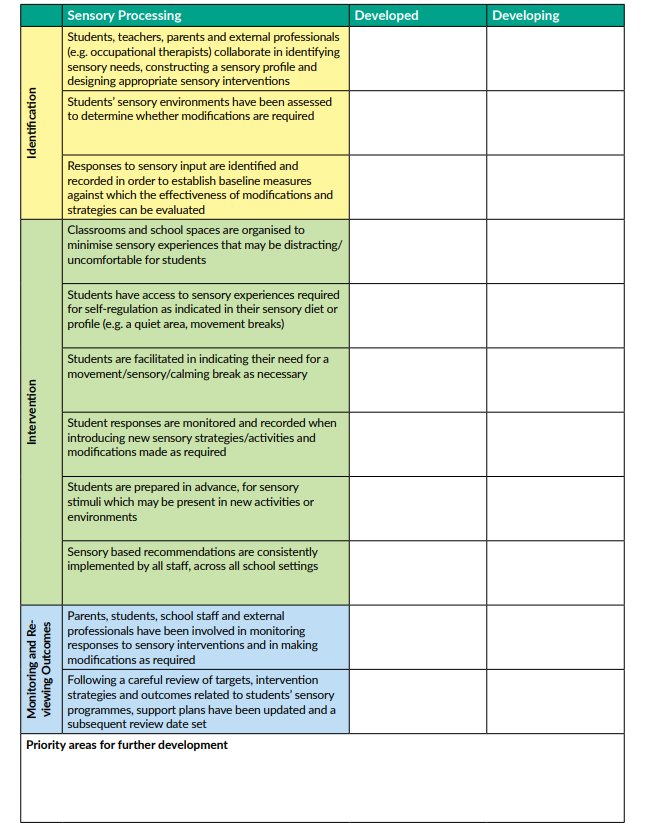 Sensory Processing
Developed
Developing
Identification
Students, teachers, parents and external professionals
(e.g. occupational therapists) collaborate in identifying
sensory needs, constructing a sensory profile and
designing appropriate sensory interventions
Students' sensory environments have been assessed
to determine whether modifications are required
Responses to sensory input are identified and
recorded in order to establish baseline measures
against which the effectiveness of modifications and
strategies can be evaluated
Intervention
Classrooms and school spaces are organised to
minimise sensory experiences that may be distracting/
uncomfortable for students
Students have access to sensory experiences required
for self-regulation as indicated in their sensory diet or
profile (e.g. a quiet area, movement breaks)
Students are facilitated in indicating their need for a
movement/sensory/calming break as necessary
Student responses are monitored and recorded when
introducing new sensory strategies/activities and
modifications made as required
Students are prepared in advance, for sensory
stimuli which may be present in new activities or
environments
Sensory based recommendations are consistently
implemented by all staff, across all school settings
Monitoring and Re-
viewing Outcomes
Parents, students, school staff and external
professionals have been involved in monitoring
responses to sensory interventions and in making
modifications as required
Following a careful review of targets, intervention
strategies and outcomes related to students' sensory
programmes, support plans have been updated and a
subsequent review date set
Priority areas for further development